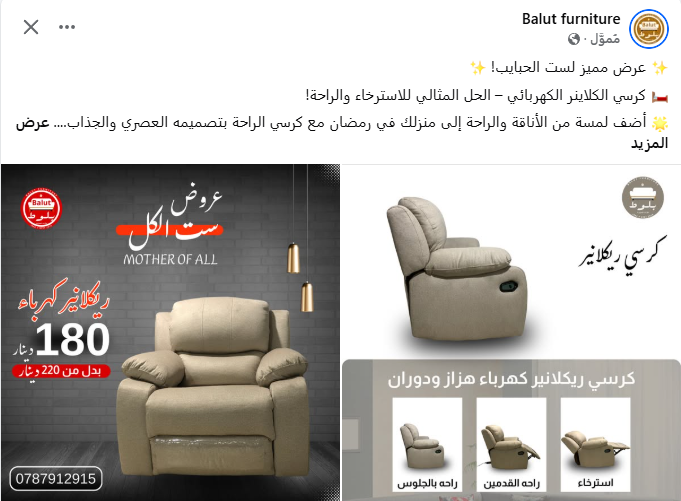 Balut furniture
مُموَّل ·
✨ عرض مميز لست الحبايب! ✨
🛏️ كرسي الكلاينر الكهربائي – الحل المثالي للاسترخاء والراحة!
🌟 أضف لمسة من الأناقة والراحة إلى منزلك في رمضان مع كرسي الراحة بتصميمه العصري والجذاب.... عرض
المزيد
Balut
بلوط
عروض
ست الكل
MOTHER OF ALL
ريكلاينر كهرباء
180 دينار
بدل من 220 دينار
0787912915
بلوط
كرسي ريكلانير
كرسي ريكلانير كهرباء هزاز ودوران
استرخاء
راحه القدمين
راحه بالجلوس